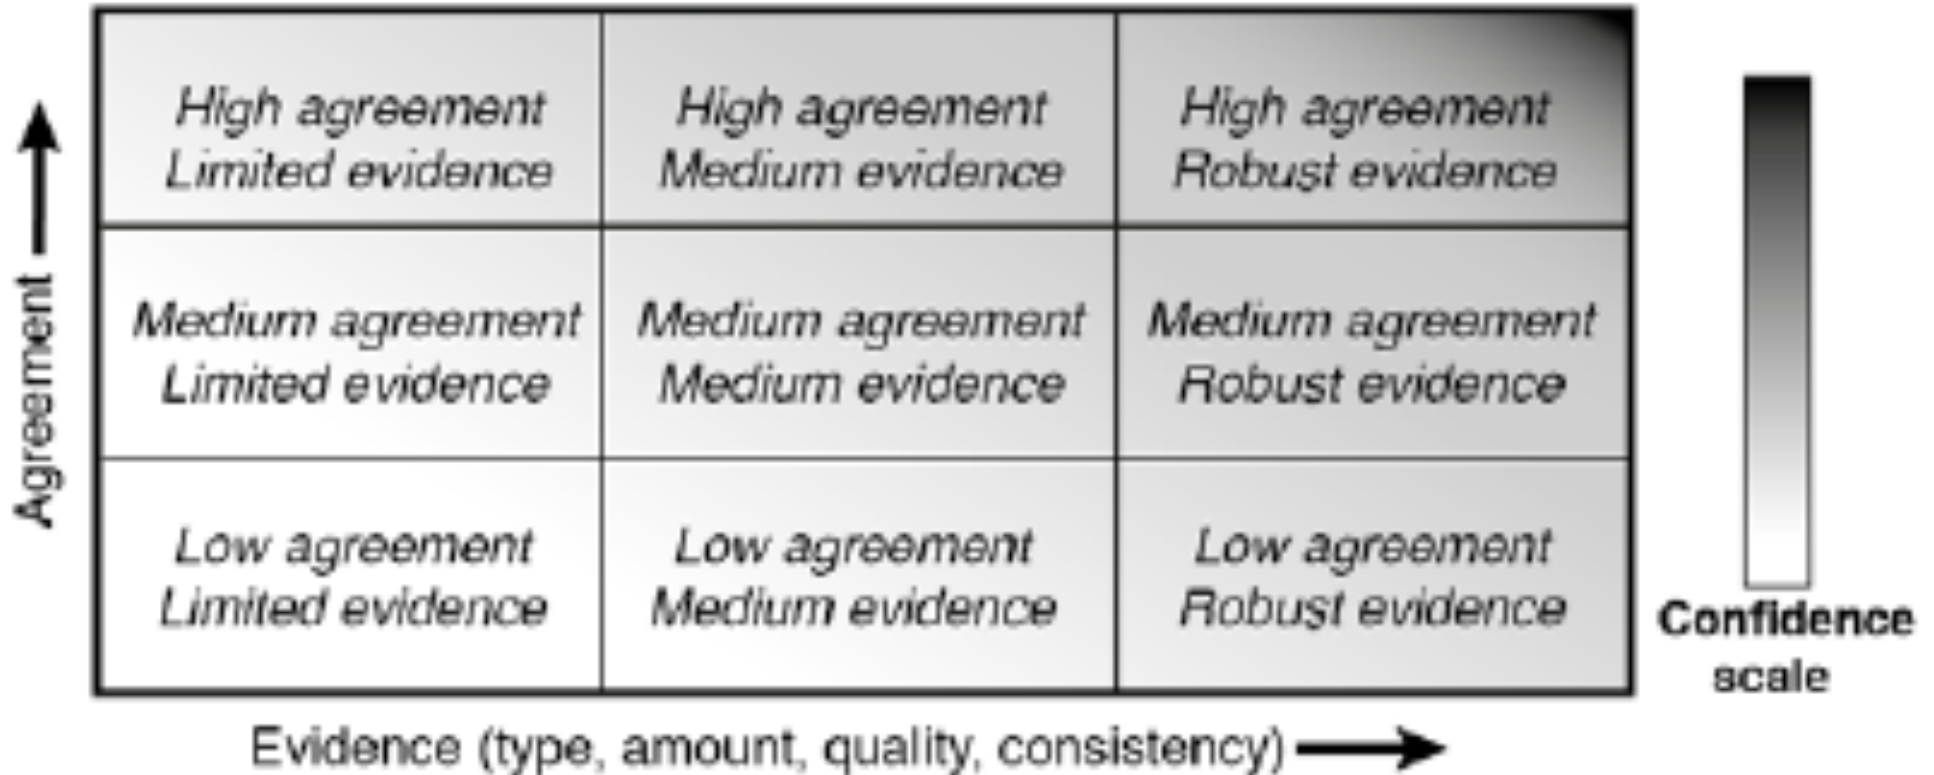 High agreement
Limited evidence
High agreement
Medium evidence
High agreement
Robust evidence
Medium agreement
Limited evidence
Medium agreement
Medium evidence
Medium agreement
Robust evidence
Low agreement
Limited evidence
Low agreement
Medium evidence
Low agreement
Robust evidence
Agreement
Evidence (type, amount, quality, consistency)
Confidence
scale